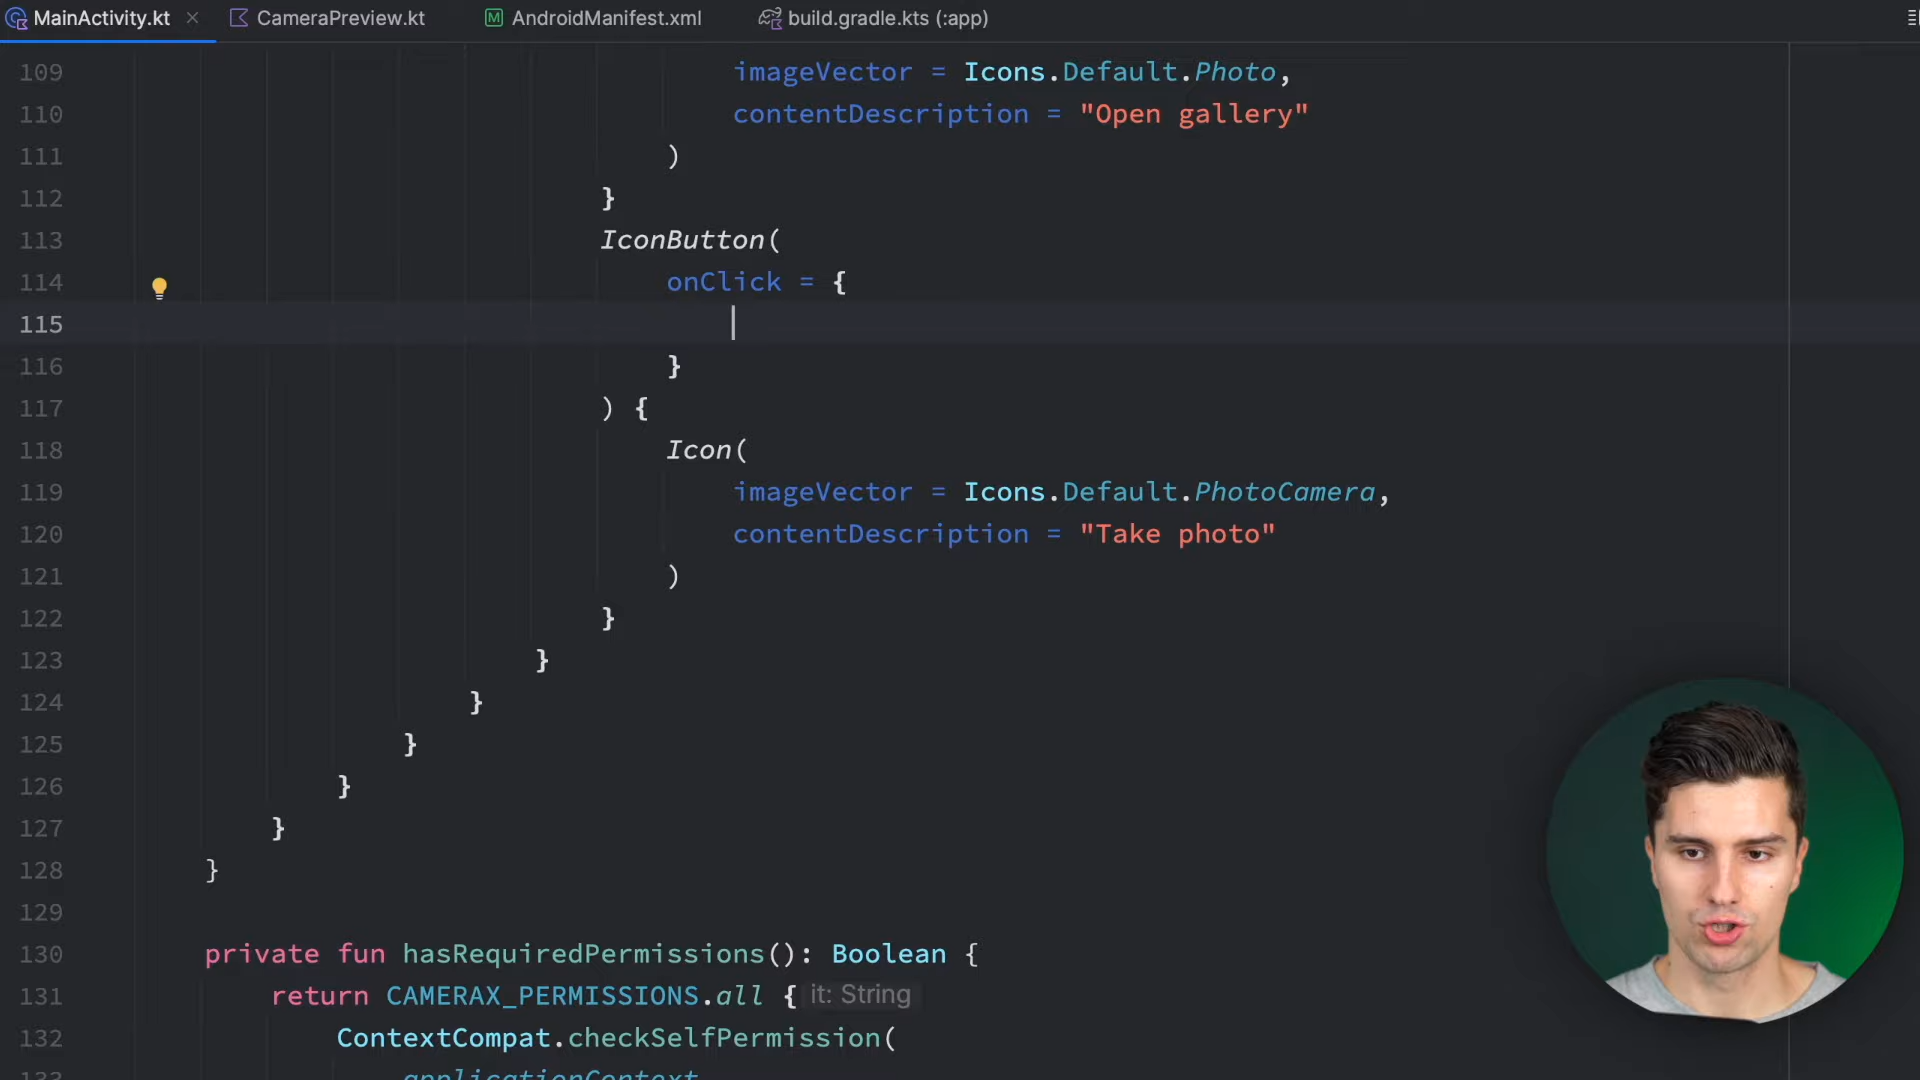 MainActivity.kt
CameraPreview.kt
AndroidManifest.xml
build.gradle.kts (:app)
109 imageVector = Icons.Default.Photo,
110 contentDescription = "Open gallery"
111 )
112 }
113 IconButton(
114 onClick = {
115
116 }
117 ) {
118 Icon(
119 imageVector = Icons.Default.PhotoCamera,
120 contentDescription = "Take photo"
121 )
122 }
123 }
124 }
125 }
126 }
127 }
128 }
129
130 private fun hasRequiredPermissions(): Boolean {
131 return CAMERAX_PERMISSIONS.all { it: String
132 ContextCompat.checkSelfPermission(
133 applicationContext